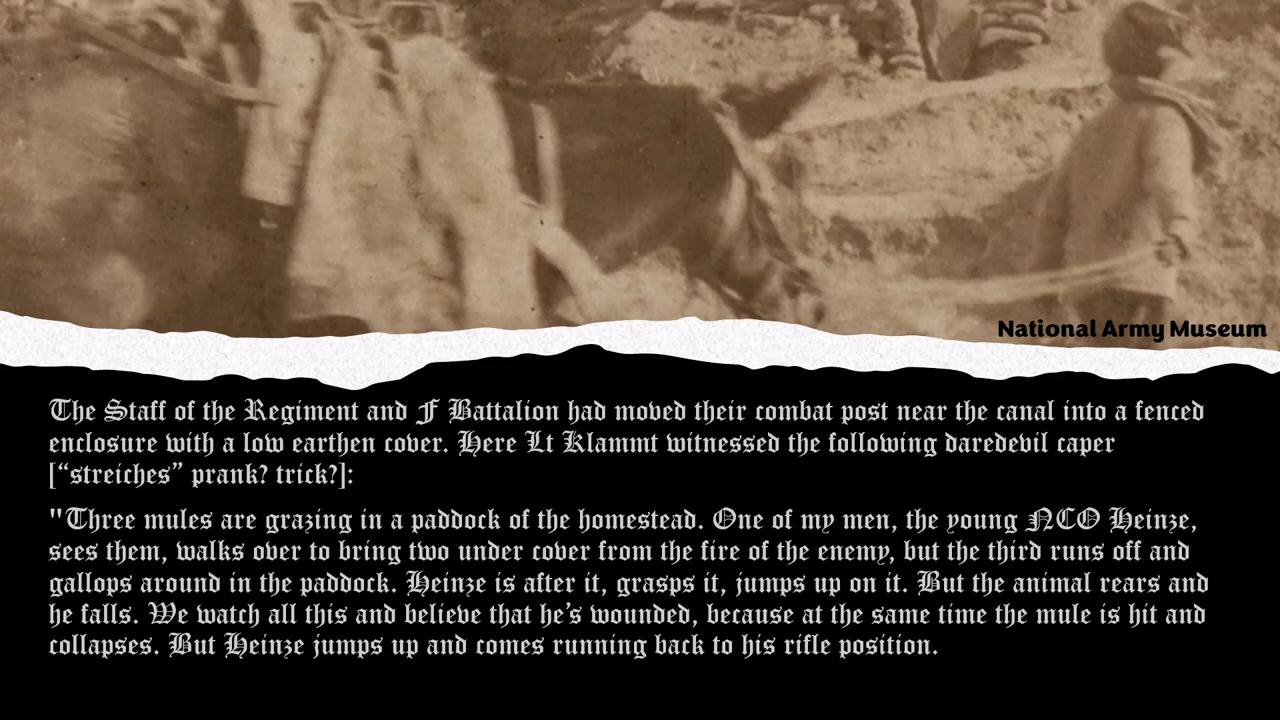 National Army Museum
The Staff of the Regiment and F Battalion had moved their combat post near the canal into a fenced
enclosure with a low earthen cover. Here Lt Klammt witnessed the following daredevil caper
[“streiches” prank? trick?]:
"Three mules are grazing in a paddock of the homestead. One of my men, the young NCO Heinze,
sees them, walks over to bring two under cover from the fire of the enemy, but the third runs off and
gallops around in the paddock. Heinze is after it, grasps it, jumps up on it. But the animal rears and
he falls. We watch all this and believe that he’s wounded, because at the same time the mule is hit and
collapses. But Heinze jumps up and comes running back to his rifle position.